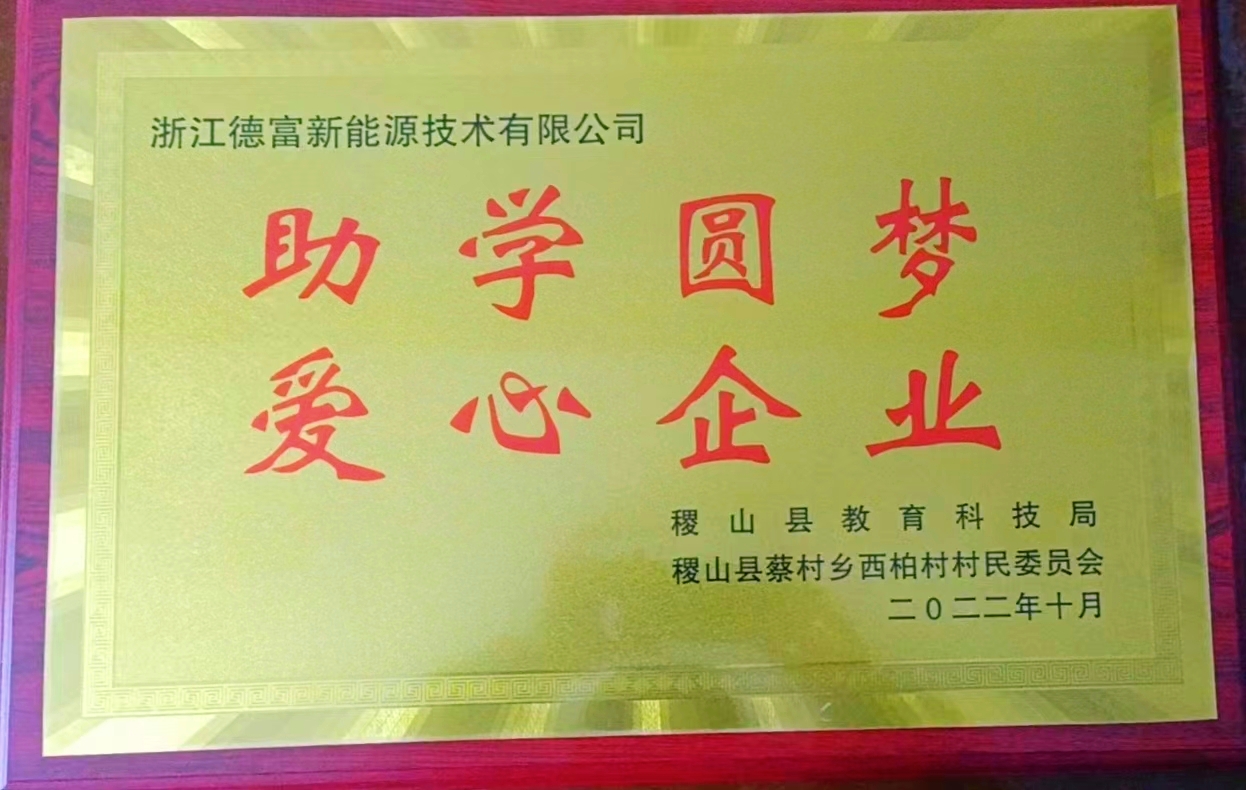 浙江德富新能源技术有限公司
助学圆梦
爱心企业
稷山县教育科技局
稷山县蔡村乡西柏村村民委员会
二0二二年十月